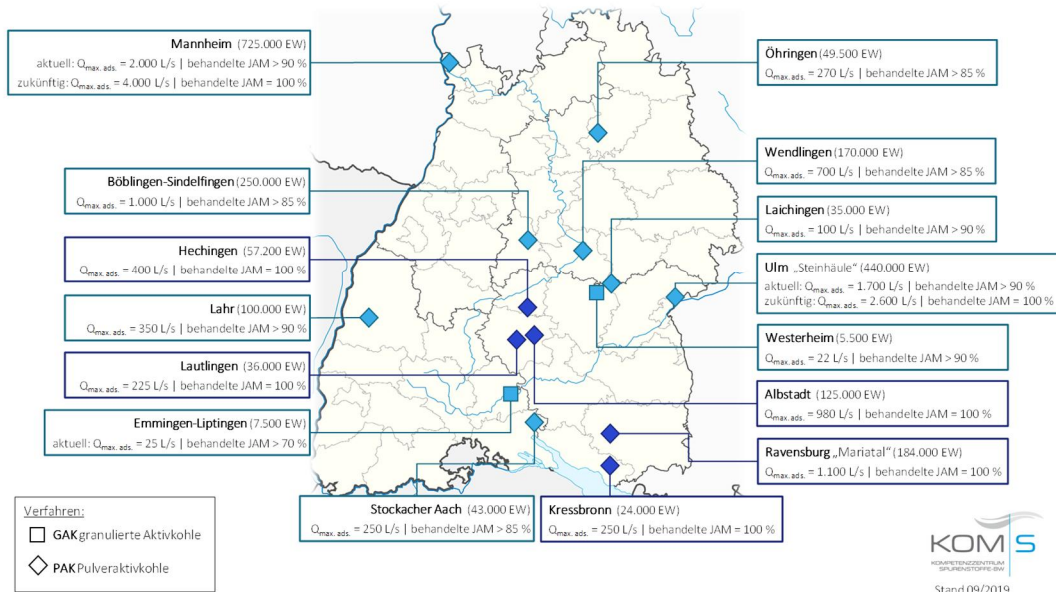 Mannheim (725.000 EW)
aktuell: Qmax. ads. = 2.000 L/s | behandelte JAM > 90 %
zukünftig: Qmax. ads. = 4.000 L/s | behandelte JAM = 100 %
Böblingen-Sindelfingen (250.000 EW)
Qmax. ads. = 1.000 L/s | behandelte JAM > 85 %
Hechingen (57.200 EW)
Qmax. ads. = 400 L/s | behandelte JAM = 100 %
Lahr (100.000 EW)
Qmax. ads. = 350 L/s | behandelte JAM > 90 %
Lautlingen (36.000 EW)
Qmax. ads. = 225 L/s | behandelte JAM = 100 %
Emmingen-Liptingen (7.500 EW)
aktuell: Qmax. ads. = 25 L/s | behandelte JAM > 70 %
Stockacher Aach (43.000 EW)
Qmax. ads. = 250 L/s | behandelte JAM > 85 %
Kressbronn (24.000 EW)
Qmax. ads. = 250 L/s | behandelte JAM = 100 %
Öhringen (49.500 EW)
Qmax. ads. = 270 L/s | behandelte JAM > 85 %
Wendlingen (170.000 EW)
Qmax. ads. = 700 L/s | behandelte JAM > 85 %
Laichingen (35.000 EW)
Qmax. ads. = 100 L/s | behandelte JAM > 90 %
Ulm „Steinhäule“ (440.000 EW)
aktuell: Qmax. ads. = 1.700 L/s | behandelte JAM > 90 %
zukünftig: Qmax. ads. = 2.600 L/s | behandelte JAM = 100 %
Westerheim (5.500 EW)
Qmax. ads. = 22 L/s | behandelte JAM > 90 %
Albstadt (125.000 EW)
Qmax. ads. = 980 L/s | behandelte JAM = 100 %
Ravensburg „Mariatal“ (184.000 EW)
Qmax. ads. = 1.100 L/s | behandelte JAM = 100 %
Verfahren:
GAK granulierte Aktivkohle
PAK Pulveraktivkohle
KOM S
KOMPETENZZENTRUM
SPURENSTOFFE-BW
Stand 09/2019